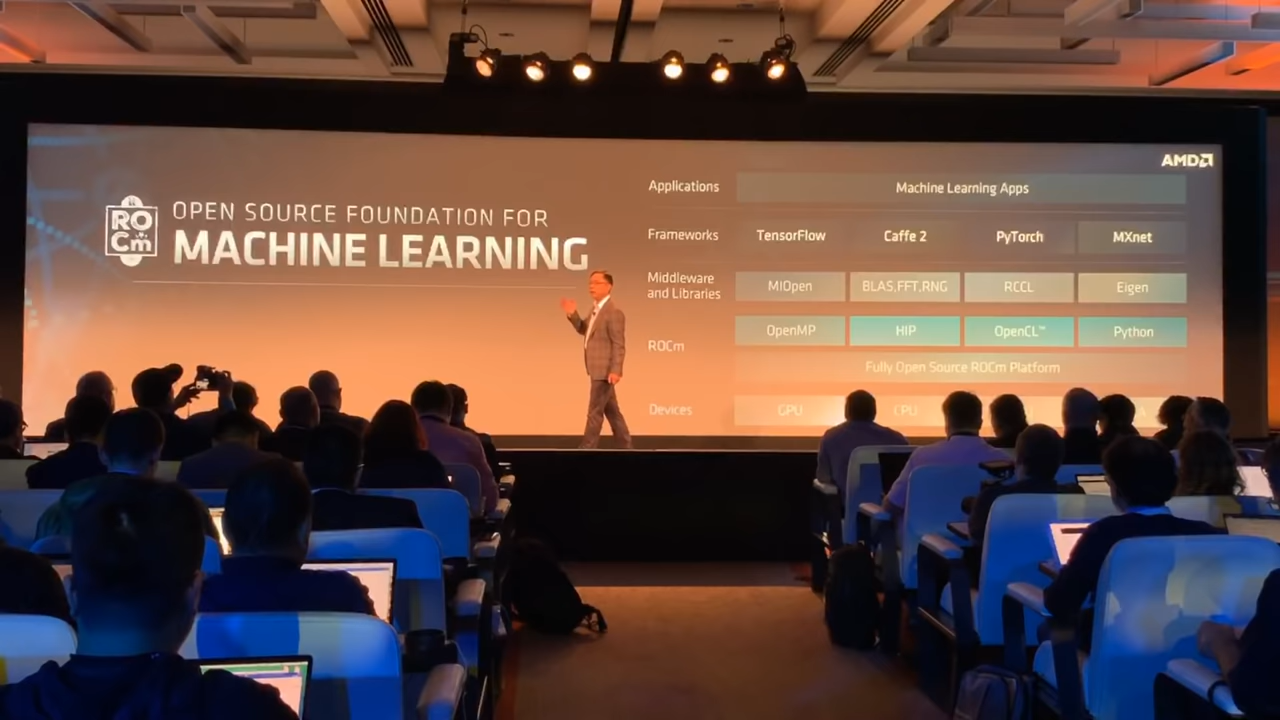 AMD
RO
Cm
OPEN SOURCE FOUNDATION FOR
MACHINE LEARNING
Applications
Machine Learning Apps
Frameworks
TensorFlow
Caffe 2
PyTorch
MXnet
Middleware
and Libraries
MIOpen
BLAS,FFT,RNG
RCCL
Eigen
ROCm
OpenMP
HIP
OpenCL™
Python
Fully Open Source ROCm Platform
Devices
GPU
CPU